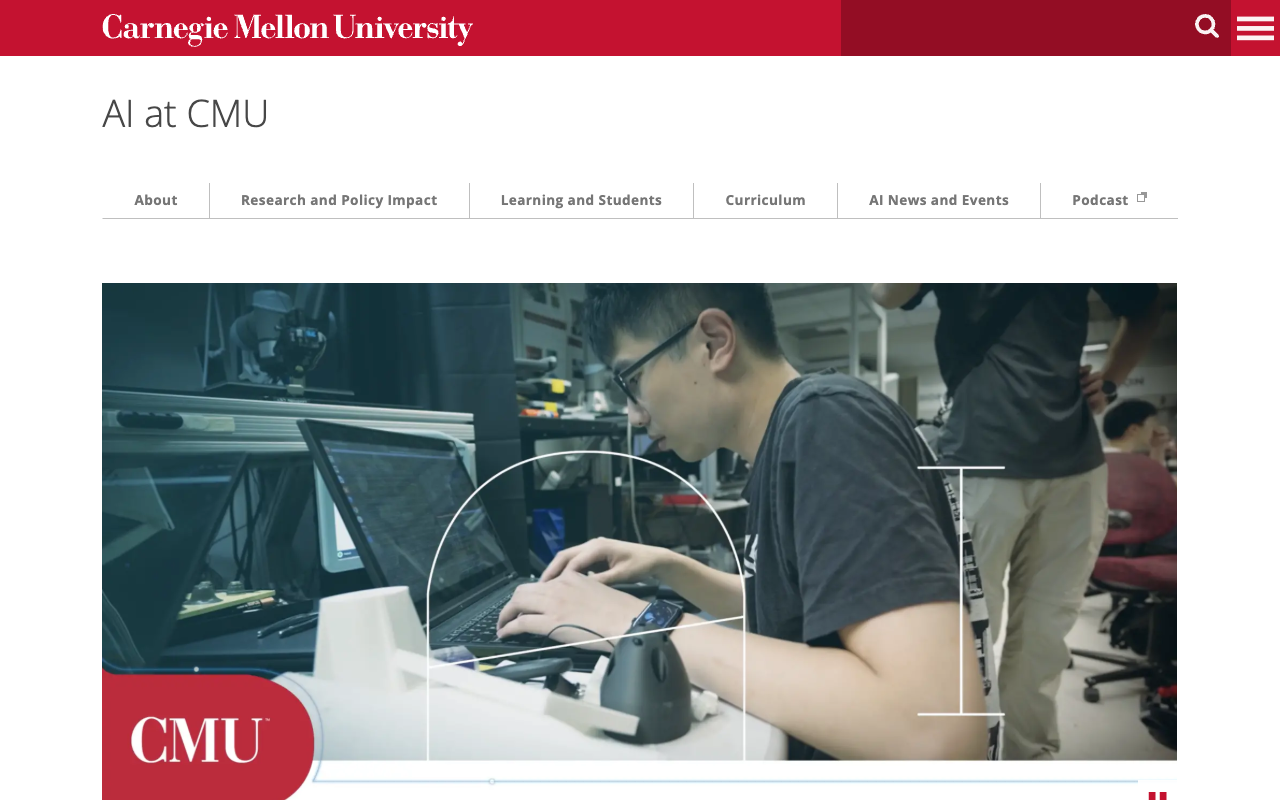 Carnegie Mellon University
AI at CMU
About
Research and Policy Impact
Learning and Students
Curriculum
AI News and Events
Podcast
CMU™